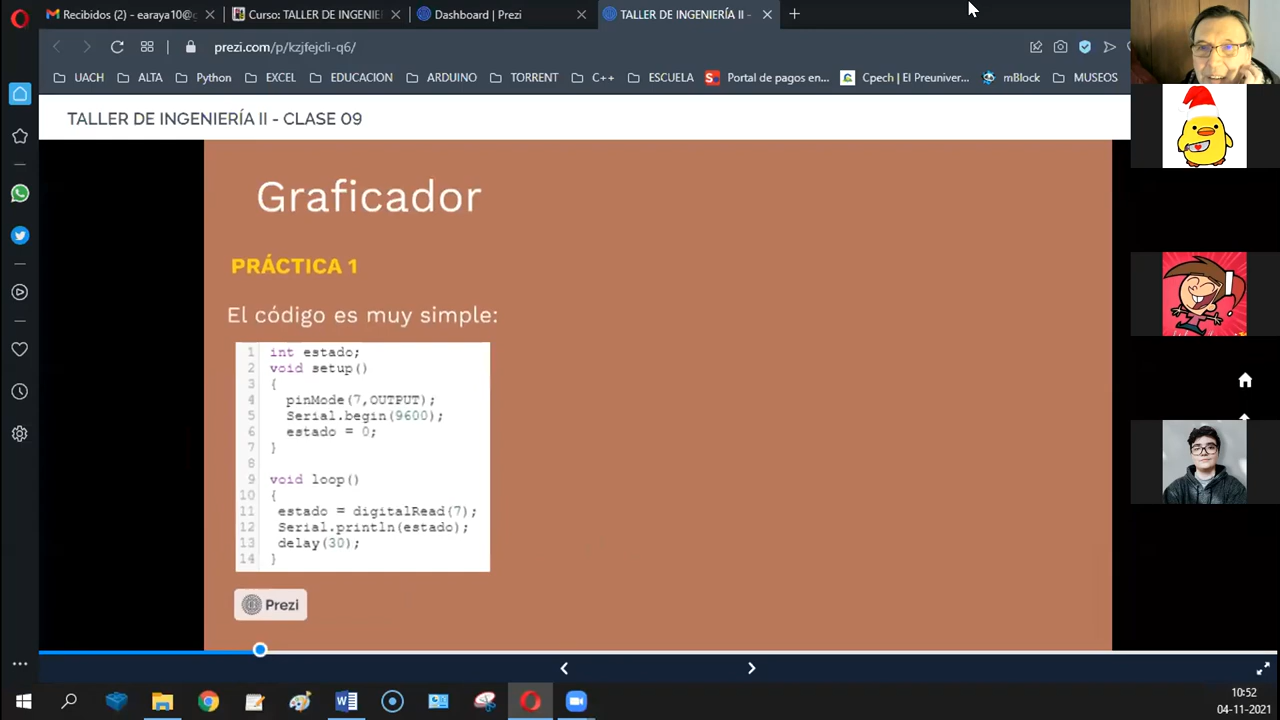 Recibidos (2) - earaya10@g
Curso: TALLER DE INGENIE
Dashboard | Prezi
TALLER DE INGENIERÍA II -
prezi.com/p/kzjfejcli-q6/
UACH
ALTA
Python
EXCEL
EDUCACION
ARDUINO
TORRENT
C++
ESCUELA
Portal de pagos en...
Cpech | El Preuniver...
mBlock
MUSEOS
TALLER DE INGENIERÍA II - CLASE 09
Graficador
PRÁCTICA 1
El código es muy simple:
1 int estado;
2 void setup()
3 {
4 pinMode(7,OUTPUT);
5 Serial.begin(9600);
6 estado = 0;
7 }
8
9 void loop()
10 {
11 estado = digitalRead(7);
12 Serial.println(estado);
13 delay(30);
14 }
Prezi
10:52
04-11-2021